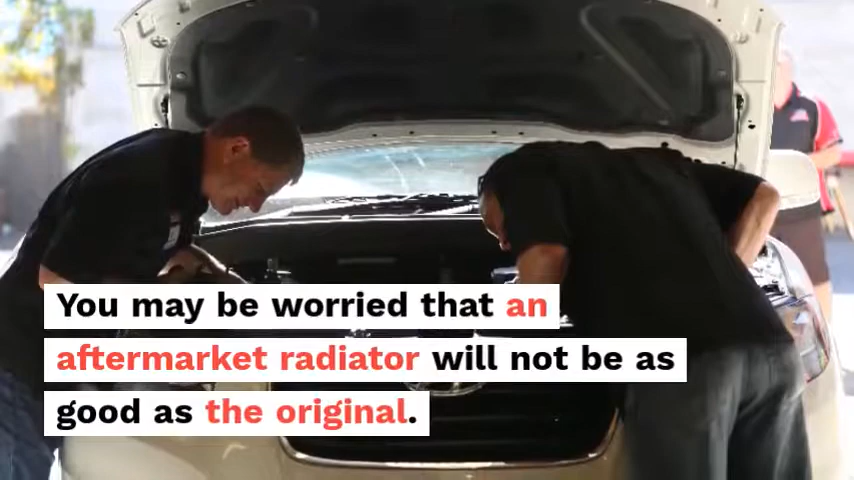 You may be worried that an
aftermarket radiator will not be as
good as the original.